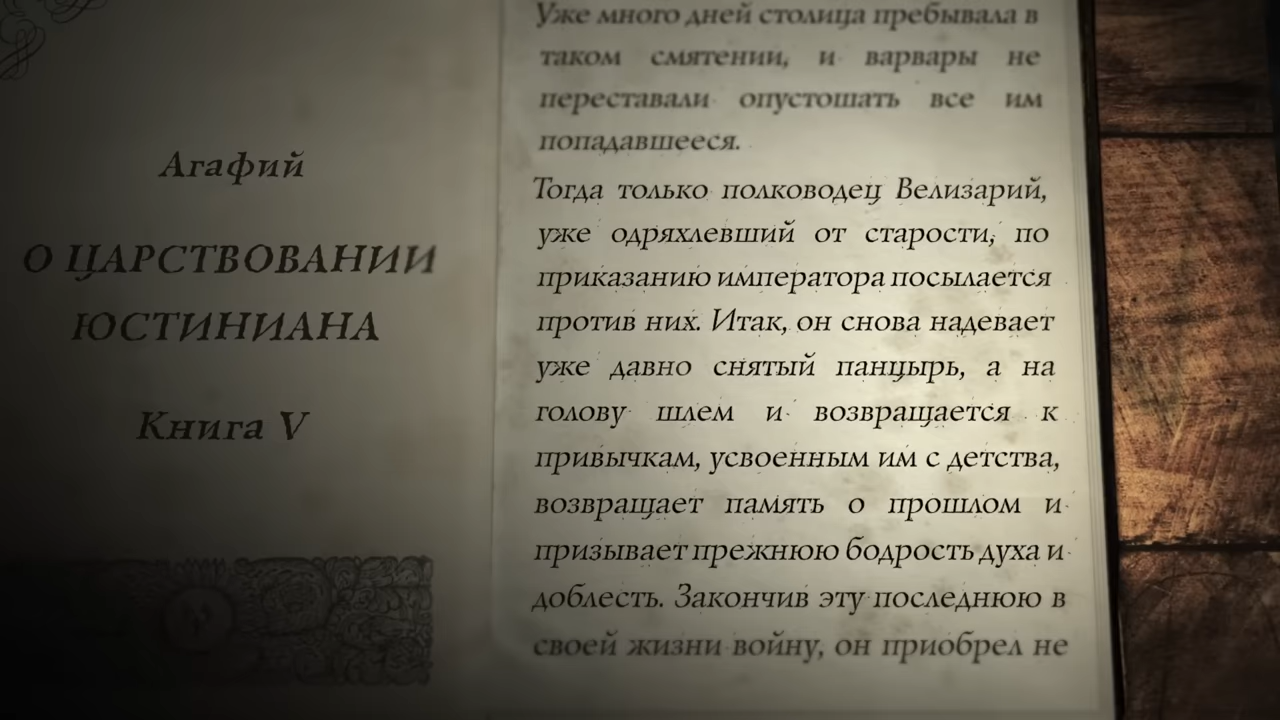 Агафий
О ЦАРСТВОВАНИИ
ЮСТИНИАНА
Книга V
Уже много дней столица пребывала в
таком смятении, и варвары не
переставали опустошать все им
попадавшееся.
Тогда только полководец Велизарий,
уже одряхлевший от старости, по
приказанию императора посылается
против них. Итак, он снова надевает
уже давно снятый панцырь, а на
голову шлем и возвращается к
привычкам, усвоенным им с детства,
возвращает память о прошлом и
призывает прежнюю бодрость духа и
доблесть. Закончив эту последнюю в
своей жизни войну, он приобрел не